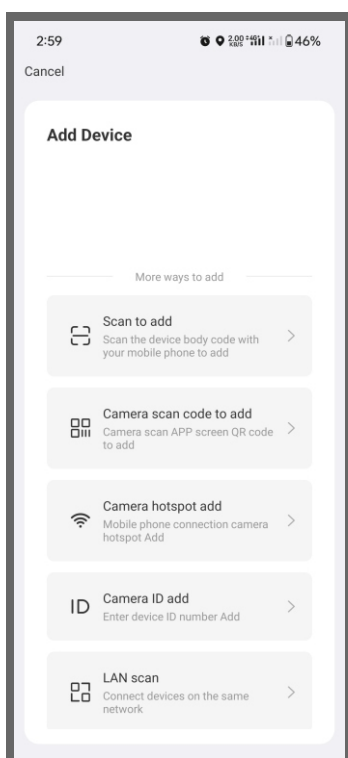 2:59
46%
Cancel
Add Device
More ways to add
Scan to add
Scan the device body code with
your mobile phone to add
Camera scan code to add
Camera scan APP screen QR code
to add
Camera hotspot add
Mobile phone connection camera
hotspot Add
ID
Camera ID add
Enter device ID number Add
LAN scan
Connect devices on the same
network